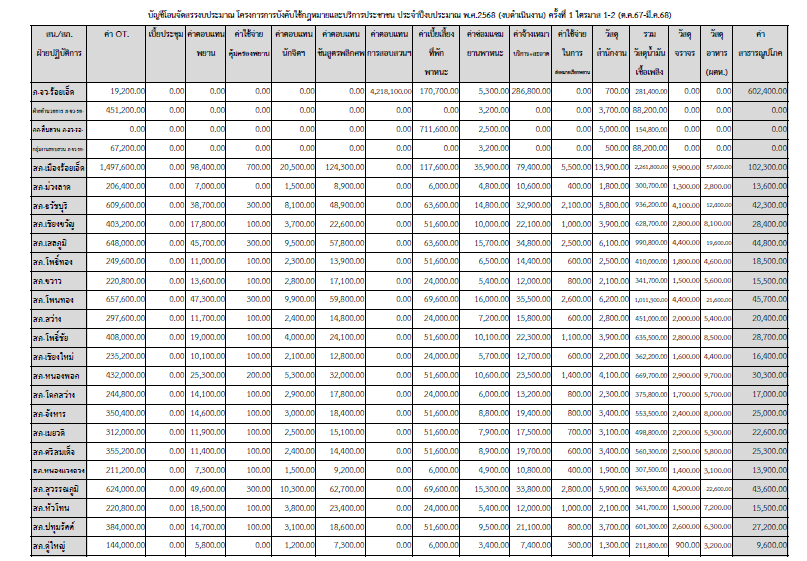 บัญชีโอนจัดสรรงบประมาณ โครงการการบังคับใช้กฎหมายและบริการประชาชน ประจำปีงบประมาณ พ.ศ.2568 (งบดำเนินงาน) ครั้งที่ 1 ไตรมาส 1-2 (ต.ค.67-มี.ค.68)
สน./สภ. ฝ่ายปฏิบัติการ ค่า OT. เบี้ยประชุม ค่าตอบแทนพยาน ค่าใช้จ่ายคุ้มครองพยาน ค่าตอบแทนนักจิตฯ ค่าตอบแทนชันสูตรพลิกศพ ค่าตอบแทนการสอบสวนฯ ค่าเบี้ยเลี้ยง ที่พัก พาหนะ ค่าซ่อมแซมยานพาหนะ ค่าจ้างเหมาบริการ+สะอาด ค่าใช้จ่ายในการส่งหมายเรียกพยาน วัสดุสำนักงาน รวมวัสดุน้ำมันเชื้อเพลิง วัสดุจราจร วัสดุอาหาร (ผตห.) ค่าสาธารณูปโภค
ภ.จว.ร้อยเอ็ด 19,200.00 0.00 0.00 0.00 0.00 0.00 4,218,100.00 170,700.00 5,300.00 286,800.00 0.00 700.00 281,400.00 0.00 0.00 602,400.00
451,200.00 0.00 0.00 0.00 0.00 0.00 0.00 0.00 3,200.00 0.00 0.00 3,700.00 88,200.00 0.00 0.00 0.00
0.00 0.00 0.00 0.00 0.00 0.00 0.00 711,600.00 2,500.00 0.00 0.00 5,000.00 154,800.00 0.00 0.00 0.00
67,200.00 0.00 0.00 0.00 0.00 0.00 0.00 0.00 3,200.00 0.00 0.00 500.00 88,200.00 0.00 0.00 0.00
สภ.เมืองร้อยเอ็ด 1,497,600.00 0.00 98,400.00 700.00 20,500.00 124,300.00 0.00 117,600.00 35,900.00 79,400.00 5,500.00 13,900.00 2,261,800.00 9,900.00 57,600.00 102,300.00
สภ.ม่วงลาด 206,400.00 0.00 7,000.00 0.00 1,500.00 8,900.00 0.00 6,000.00 4,800.00 10,600.00 400.00 1,800.00 300,700.00 1,300.00 2,800.00 13,600.00
สภ.ธวัชบุรี 609,600.00 0.00 38,700.00 300.00 8,100.00 48,900.00 0.00 63,600.00 14,800.00 32,900.00 2,100.00 5,800.00 936,200.00 4,100.00 12,400.00 42,300.00
สภ.เชียงขวัญ 403,200.00 0.00 17,800.00 100.00 3,700.00 22,600.00 0.00 51,600.00 10,000.00 22,100.00 1,000.00 3,900.00 628,700.00 2,800.00 8,100.00 28,400.00
สภ.เสลภูมิ 648,000.00 0.00 45,700.00 300.00 9,500.00 57,800.00 0.00 63,600.00 15,700.00 34,800.00 2,500.00 6,100.00 990,800.00 4,400.00 19,600.00 44,800.00
สภ.โพธิ์ทอง 249,600.00 0.00 11,000.00 100.00 2,300.00 13,900.00 0.00 51,600.00 6,500.00 14,400.00 600.00 2,500.00 410,000.00 1,800.00 4,600.00 18,500.00
สภ.ขวาว 220,800.00 0.00 13,600.00 100.00 2,800.00 17,100.00 0.00 24,000.00 5,400.00 12,000.00 800.00 2,100.00 341,700.00 1,500.00 5,600.00 15,500.00
สภ.โพนทอง 657,600.00 0.00 47,300.00 300.00 9,900.00 59,800.00 0.00 69,600.00 16,000.00 35,500.00 2,600.00 6,200.00 1,011,300.00 4,400.00 21,600.00 45,700.00
สภ.สว่าง 297,600.00 0.00 11,700.00 100.00 2,400.00 14,800.00 0.00 24,000.00 7,200.00 15,800.00 600.00 2,800.00 451,000.00 2,000.00 5,400.00 20,400.00
สภ.โพธิ์ชัย 408,000.00 0.00 19,000.00 100.00 4,000.00 24,100.00 0.00 51,600.00 10,100.00 22,300.00 1,100.00 3,900.00 635,500.00 2,800.00 8,500.00 28,700.00
สภ.เชียงใหม่ 235,200.00 0.00 10,100.00 100.00 2,100.00 12,800.00 0.00 24,000.00 5,700.00 12,700.00 600.00 2,200.00 362,200.00 1,600.00 4,400.00 16,400.00
สภ.หนองพอก 432,000.00 0.00 25,300.00 200.00 5,300.00 32,000.00 0.00 51,600.00 10,600.00 23,500.00 1,400.00 4,100.00 669,700.00 2,900.00 9,700.00 30,300.00
สภ.โคกสว่าง 244,800.00 0.00 14,100.00 100.00 2,900.00 17,800.00 0.00 24,000.00 6,000.00 13,200.00 800.00 2,300.00 375,800.00 1,700.00 5,700.00 17,000.00
สภ.จังหาร 350,400.00 0.00 14,600.00 100.00 3,000.00 18,400.00 0.00 51,600.00 8,800.00 19,400.00 800.00 3,400.00 553,500.00 2,400.00 8,000.00 25,000.00
สภ.เมยวดี 312,000.00 0.00 11,900.00 100.00 2,500.00 15,100.00 0.00 51,600.00 7,900.00 17,500.00 700.00 3,100.00 498,800.00 2,200.00 5,300.00 22,600.00
สภ.ศรีสมเด็จ 355,200.00 0.00 11,400.00 100.00 2,400.00 14,400.00 0.00 51,600.00 8,900.00 19,700.00 600.00 3,400.00 560,300.00 2,500.00 5,800.00 25,300.00
211,200.00 0.00 7,300.00 100.00 1,500.00 9,200.00 0.00 6,000.00 4,900.00 10,800.00 400.00 1,900.00 307,500.00 1,400.00 3,100.00 13,900.00
สภ.สุวรรณภูมิ 624,000.00 0.00 49,600.00 300.00 10,300.00 62,700.00 0.00 69,600.00 15,300.00 33,800.00 2,800.00 5,900.00 963,500.00 4,200.00 22,600.00 43,600.00
สภ.หัวโทน 220,800.00 0.00 18,500.00 100.00 3,800.00 23,400.00 0.00 24,000.00 5,400.00 12,000.00 1,000.00 2,100.00 341,700.00 1,500.00 7,200.00 15,500.00
สภ.ปทุมรัตต์ 384,000.00 0.00 14,700.00 100.00 3,100.00 18,600.00 0.00 51,600.00 9,500.00 21,100.00 800.00 3,700.00 601,300.00 2,600.00 6,300.00 27,200.00
สภ.ดู่ใหญ่ 144,000.00 0.00 5,800.00 0.00 1,200.00 7,300.00 0.00 6,000.00 3,400.00 7,400.00 300.00 1,300.00 211,800.00 900.00 3,200.00 9,600.00